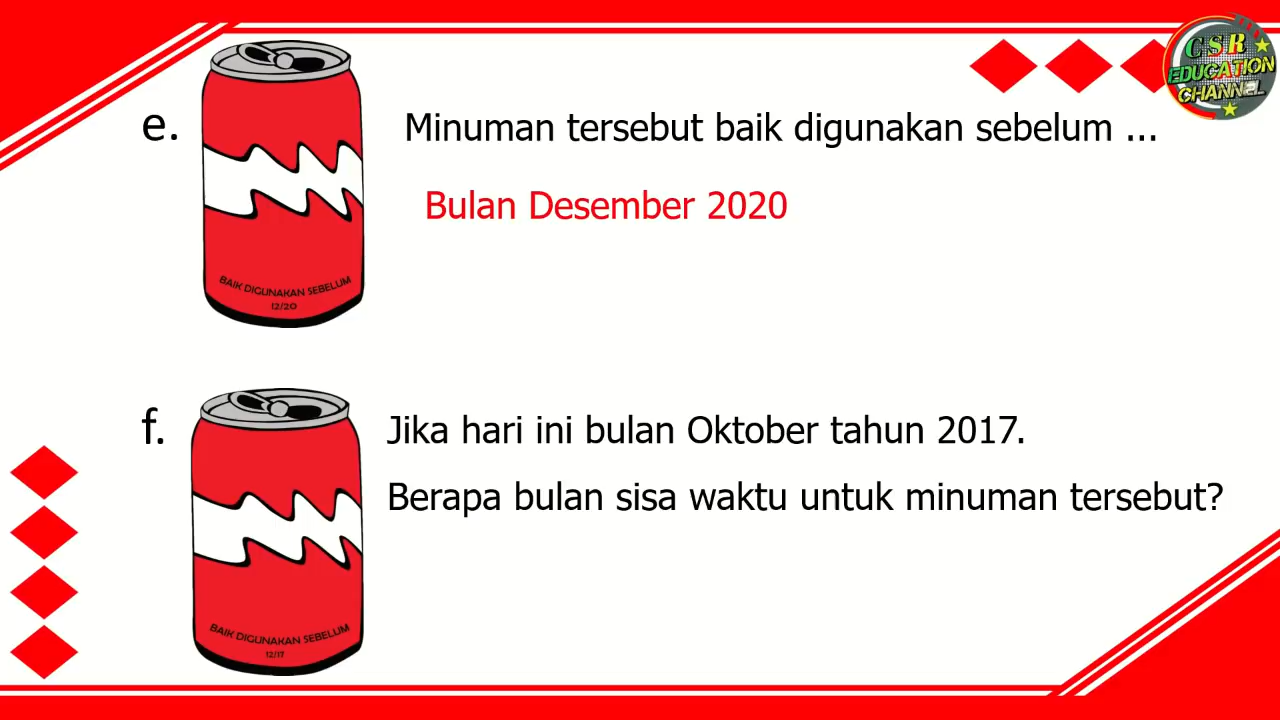 CSR
EDUCATION
CHANNEL
e.
Minuman tersebut baik digunakan sebelum ...
Bulan Desember 2020
BAIK DIGUNAKAN SEBELUM
12/20
f.
Jika hari ini bulan Oktober tahun 2017.
Berapa bulan sisa waktu untuk minuman tersebut?
BAIK DIGUNAKAN SEBELUM
12/17